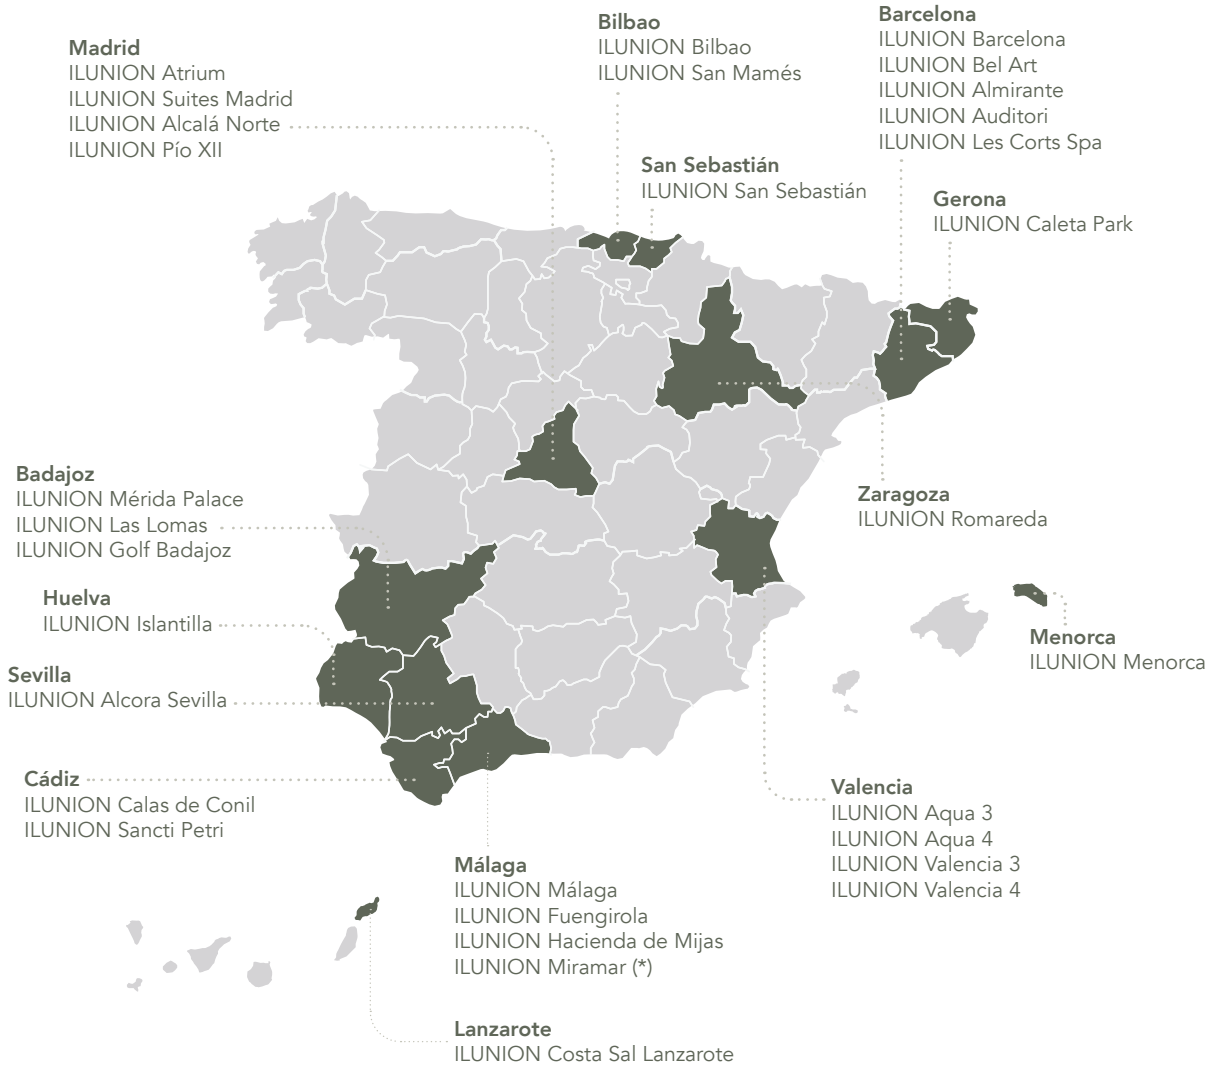 Madrid
ILUNION Atrium
ILUNION Suites Madrid
ILUNION Alcalá Norte
ILUNION Pío XII
Bilbao
ILUNION Bilbao
ILUNION San Mamés
Barcelona
ILUNION Barcelona
ILUNION Bel Art
ILUNION Almirante
ILUNION Auditori
ILUNION Les Corts Spa
San Sebastián
ILUNION San Sebastián
Gerona
ILUNION Caleta Park
Badajoz
ILUNION Mérida Palace
ILUNION Las Lomas
ILUNION Golf Badajoz
Zaragoza
ILUNION Romareda
Huelva
ILUNION Islantilla
Menorca
ILUNION Menorca
Sevilla
ILUNION Alcora Sevilla
Cádiz
ILUNION Calas de Conil
ILUNION Sancti Petri
Valencia
ILUNION Aqua 3
ILUNION Aqua 4
ILUNION Valencia 3
ILUNION Valencia 4
Málaga
ILUNION Málaga
ILUNION Fuengirola
ILUNION Hacienda de Mijas
ILUNION Miramar (*)
Lanzarote
ILUNION Costa Sal Lanzarote